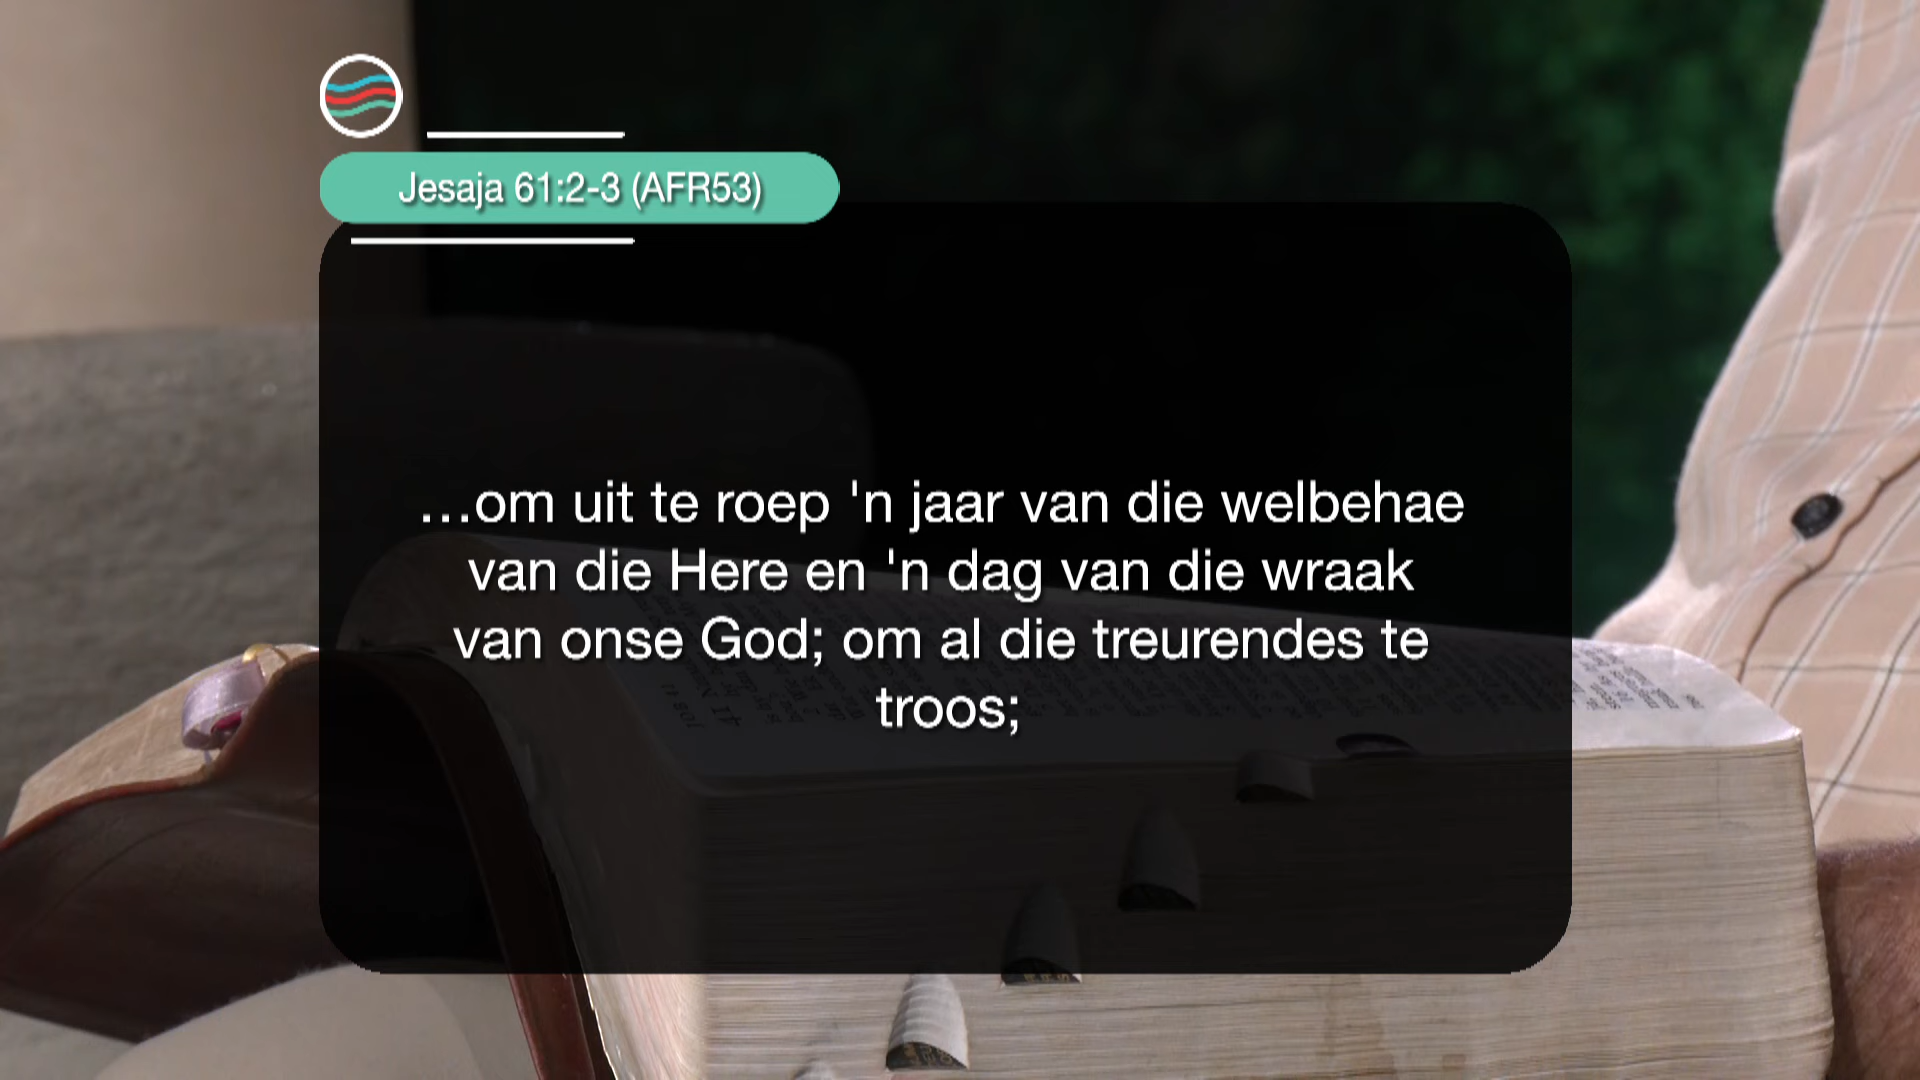 Jesaja 61:2-3 (AFR53)
...om uit te roep 'n jaar van die welbehae
van die Here en 'n dag van die wraak
van onse God; om al die treurendes te
troos;